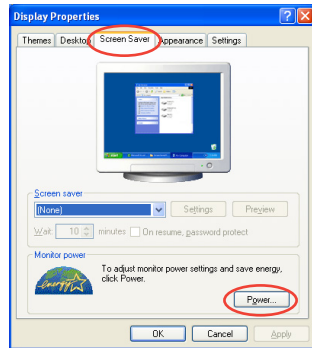 Display Properties
Themes Desktop Screen Saver Appearance Settings
Screen saver
(None) Settings Preview
Wait: 10 minutes On resume, password protect
Monitor power
To adjust monitor power settings and save energy,
click Power.
energy
Power...
OK Cancel Apply